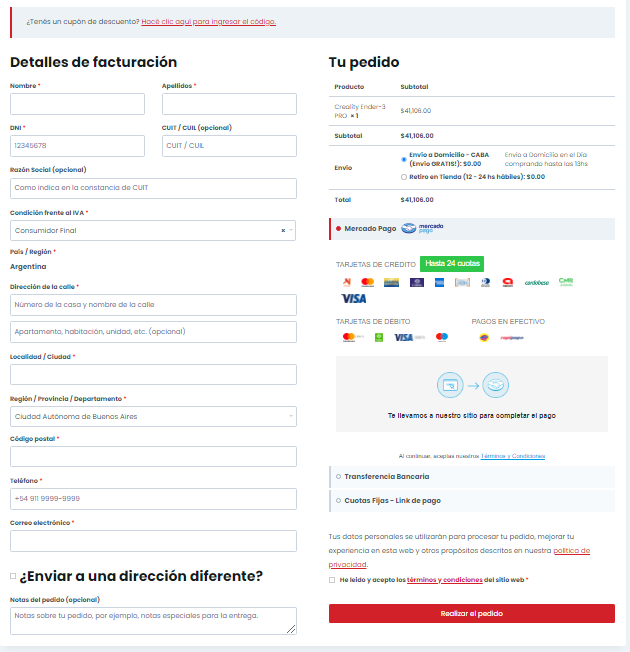 ¿Tenés un cupón de descuento? Hacé clic aquí para ingresar el código.
Detalles de facturación
Nombre *
Apellidos *
DNI *
CUIT / CUIL (opcional)
12345678
CUIT / CUIL
Razón Social (opcional)
Como indica en la constancia de CUIT
Condición frente al IVA *
Consumidor Final
×
País / Región *
Argentina
Dirección de la calle *
Número de la casa y nombre de la calle
Apartamento, habitación, unidad, etc. (opcional)
Localidad / Ciudad *
Región / Provincia / Departamento *
Ciudad Autónoma de Buenos Aires
Código postal *
Teléfono *
+54 911 9999-9999
Correo electrónico *
¿Enviar a una dirección diferente?
Notas del pedido (opcional)
Notas sobre tu pedido, por ejemplo, notas especiales para la entrega.
Tu pedido
Producto Subtotal
Creality Ender-3
PRO × 1
$41,106.00
Subtotal $41,106.00
Envío
Envío a Domicilio - CABA
(Envío GRATIS!): $0.00
Envío a Domicilio en el Día
comprando hasta las 13hs
Retiro en Tienda (12 - 24 hs hábiles): $0.00
Total $41,106.00
Mercado Pago
mercado
pago
TARJETAS DE CRÉDITO Hasta 24 cuotas
cordobesa
CMR
VISA
TARJETAS DE DÉBITO
PAGOS EN EFECTIVO
VISA
rapipago
Te llevamos a nuestro sitio para completar el pago
Al continuar, aceptas nuestros Términos y Condiciones
Transferencia Bancaria
Cuotas Fijas - Link de pago
Tus datos personales se utilizarán para procesar tu pedido, mejorar tu
experiencia en esta web y otros propósitos descritos en nuestra política de
privacidad.
He leído y acepto los términos y condiciones del sitio web *
Realizar el pedido